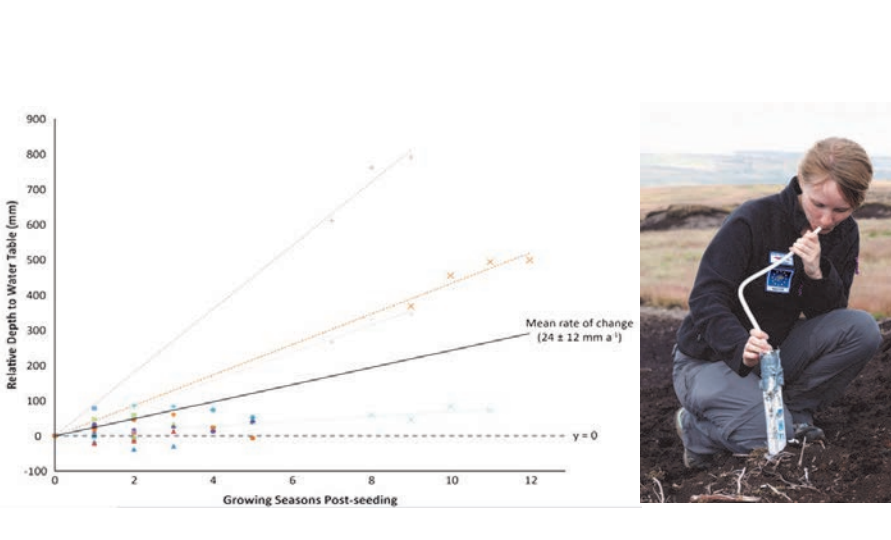 900
800
700
600
500
400
300
200
100
0
-100
Relative Depth to Water Table (mm)
0 2 4 6 8 10 12
Growing Seasons Post-seeding
Mean rate of change
(24 ± 12 mm a⁻¹)
y = 0